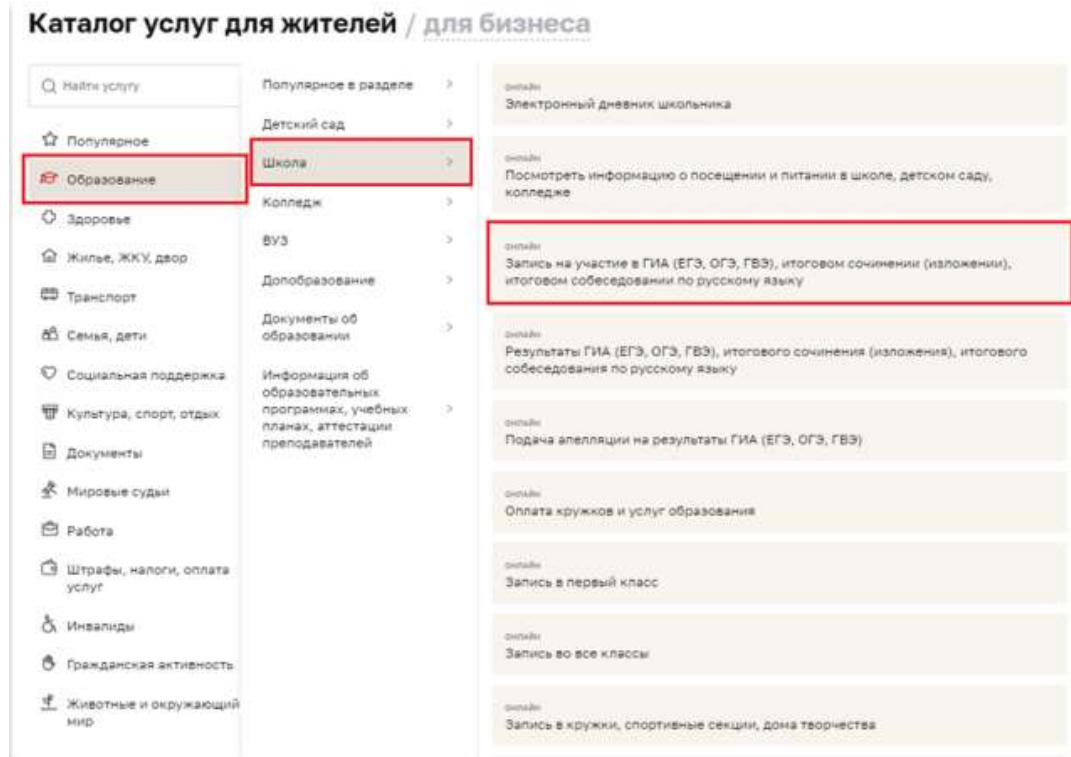 Каталог услуг для жителей / для бизнеса
Найти услугу
Популярное
Образование
Здоровье
Жилье, ЖКУ, двор
Транспорт
Семья, дети
Социальная поддержка
Культура, спорт, отдых
Документы
Мировые судьи
Работа
Штрафы, налоги, оплата
услуг
Инвалиды
Гражданская активность
Животные и окружающий
мир
Популярное в разделе
Детский сад
Школа
Колледж
ВУЗ
Допобразование
Документы об
образовании
Информация об
образовательных
программах, учебных
планах, аттестации
преподавателей
онлайн
Электронный дневник школьника
онлайн
Посмотреть информацию о посещении и питании в школе, детском саду,
колледже
онлайн
Запись на участие в ГИА (ЕГЭ, ОГЭ, ГВЭ), итоговом сочинении (изложении),
итоговом собеседовании по русскому языку
онлайн
Результаты ГИА (ЕГЭ, ОГЭ, ГВЭ), итогового сочинения (изложения), итогового
собеседования по русскому языку
онлайн
Подача апелляции на результаты ГИА (ЕГЭ, ОГЭ, ГВЭ)
онлайн
Оплата кружков и услуг образования
онлайн
Запись в первый класс
онлайн
Запись во все классы
онлайн
Запись в кружки, спортивные секции, дома творчества